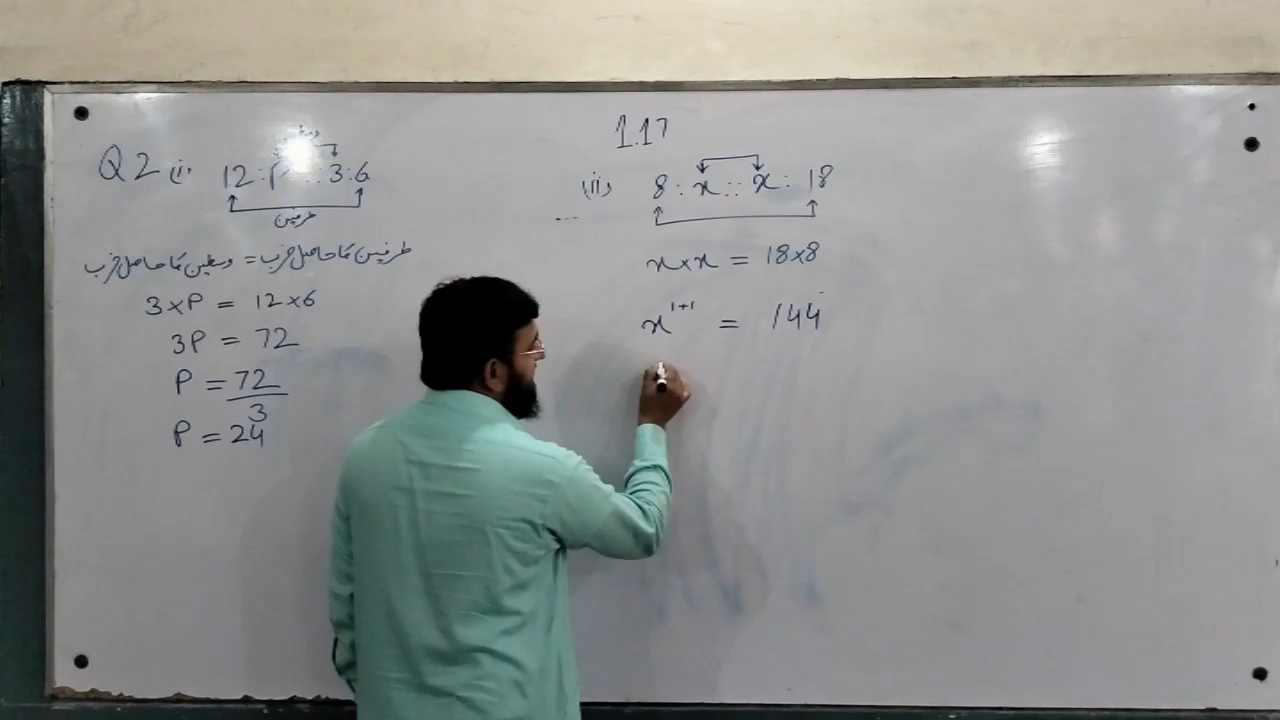 1.17
Q2 (i) 12:P::3:6
طرفین
وسطین کا حاصل ضرب = طرفین کا حاصل ضرب
3×P = 12×6
3P = 72
P = 72/3
P = 24
(ii) 8:x::x:18
x×x = 18×8
x¹⁺¹ = 144